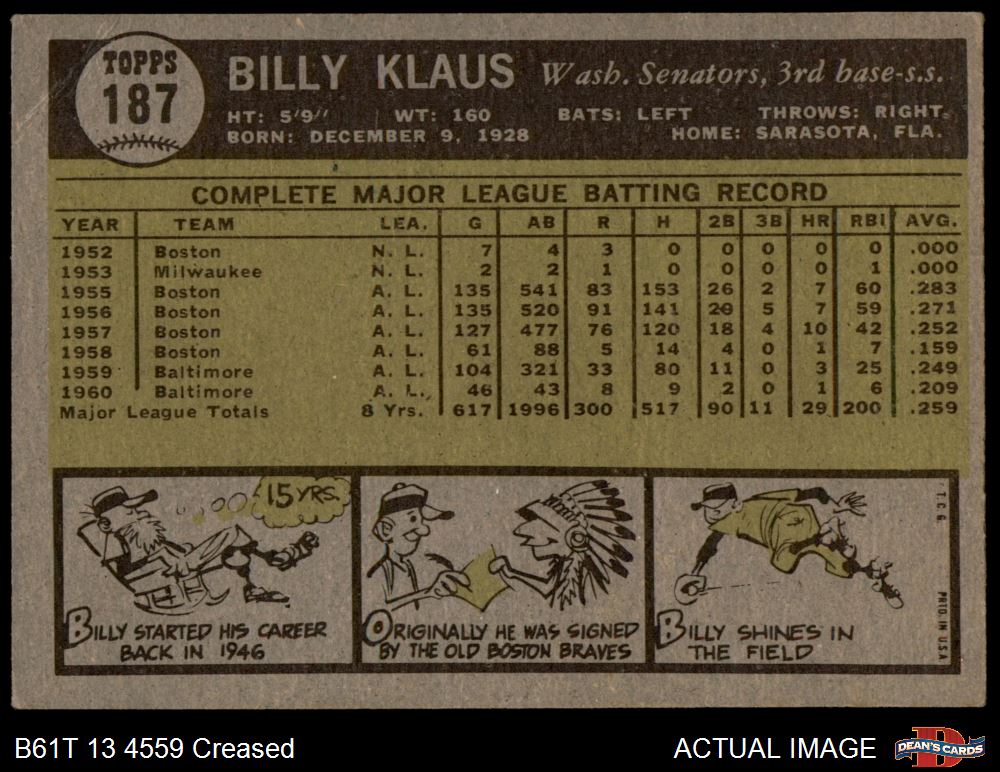 TOPPS
187
BILLY KLAUS Wash. Senators, 3rd base-s.s.
HT: 5'9" WT: 160 BATS: LEFT THROWS: RIGHT
BORN: DECEMBER 9, 1928 HOME: SARASOTA, FLA.
COMPLETE MAJOR LEAGUE BATTING RECORD
YEAR TEAM LEA. G AB R H 2B 3B HR RBI AVG.
1952 Boston N. L. 7 4 3 0 0 0 0 0 .000
1953 Milwaukee N. L. 2 2 1 0 0 0 0 1 .000
1955 Boston A. L. 135 541 83 153 26 2 7 60 .283
1956 Boston A. L. 135 520 91 141 29 5 7 59 .271
1957 Boston A. L. 127 477 76 120 18 4 10 42 .252
1958 Boston A. L. 61 88 5 14 4 0 1 7 .159
1959 Baltimore A. L. 104 321 33 80 11 0 3 25 .249
1960 Baltimore A. L. 46 43 8 9 2 0 1 6 .209
Major League Totals 8 Yrs. 617 1996 300 517 90 11 29 200 .259
15 YRS.
BILLY STARTED HIS CAREER
BACK IN 1946
ORIGINALLY HE WAS SIGNED
BY THE OLD BOSTON BRAVES
BILLY SHINES IN
THE FIELD
T. C. G.
PRTD. IN U.S.A.
B61T 13 4559 Creased
ACTUAL IMAGE
DEAN'S CARDS